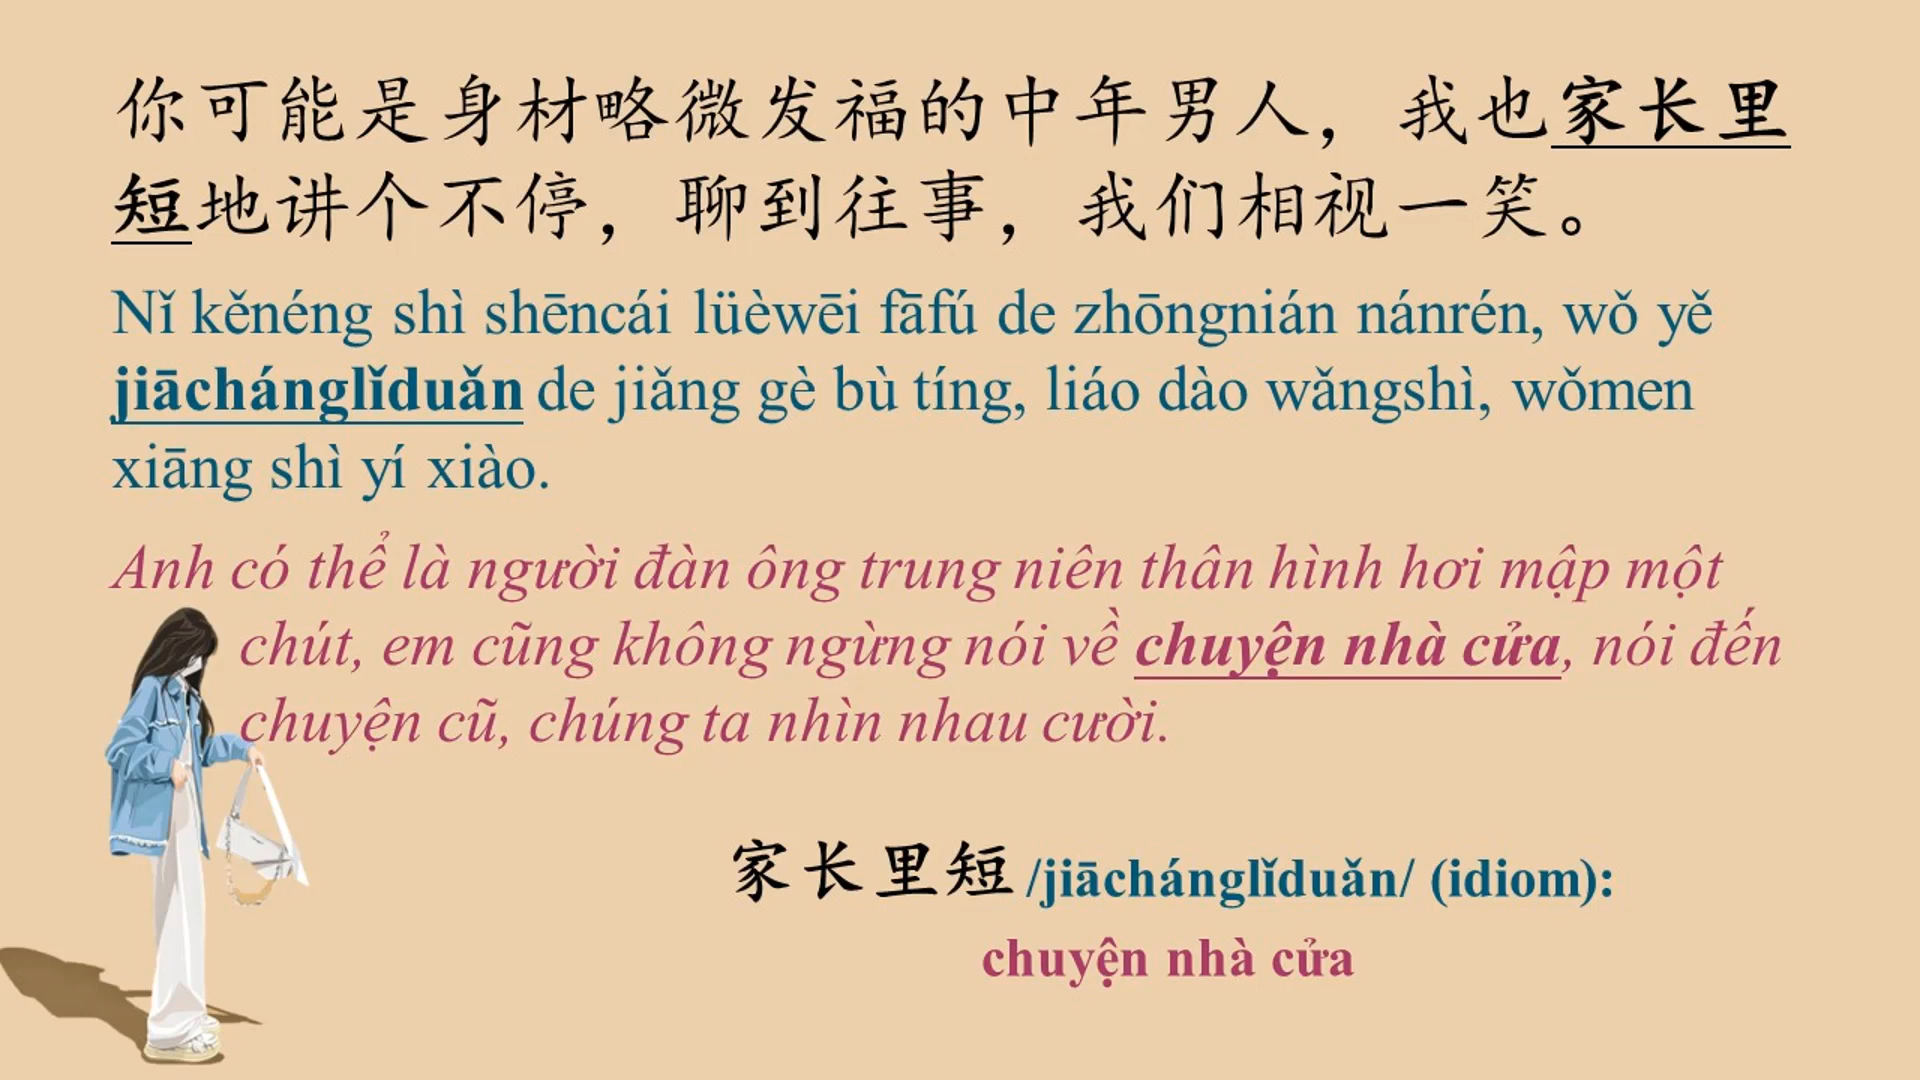 你可能是身材略微发福的中年男人，我也家长里
短地讲个不停，聊到往事，我们相视一笑。
Nǐ kěnéng shì shēncái lüèwēi fāfú de zhōngnián nánrén, wǒ yě
jiāchánglǐduǎn de jiǎng gè bù tíng, liáo dào wǎngshì, wǒmen
xiāng shì yí xiào.
Anh có thể là người đàn ông trung niên thân hình hơi mập một
chút, em cũng không ngừng nói về chuyện nhà cửa, nói đến
chuyện cũ, chúng ta nhìn nhau cười.
家长里短 /jiāchánglǐduǎn/ (idiom):
chuyện nhà cửa